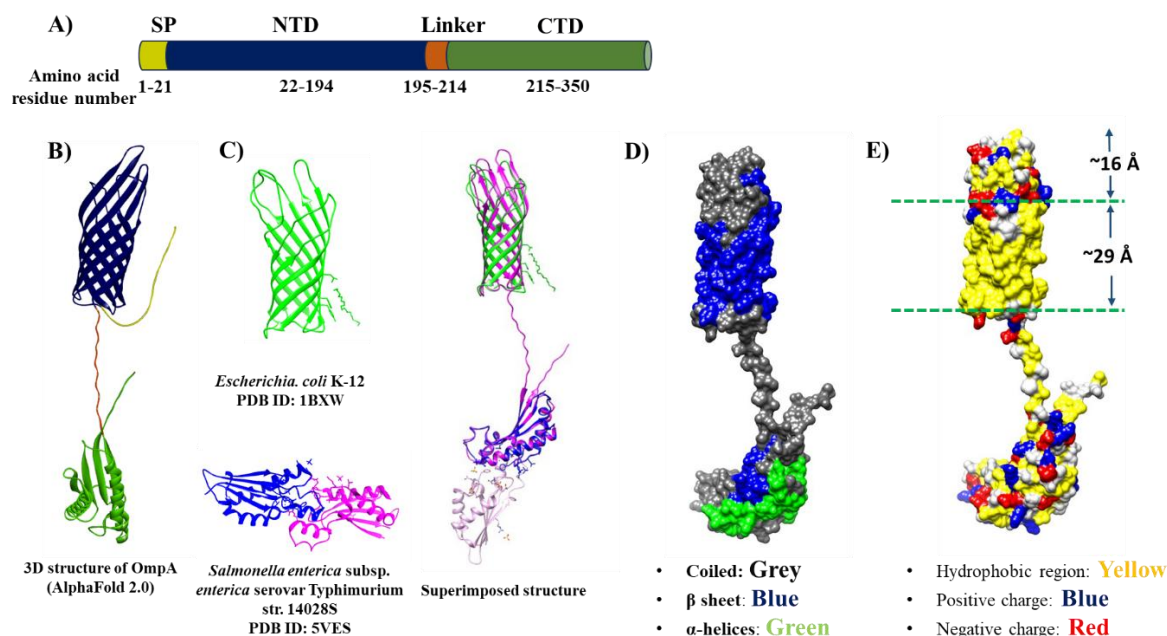 A)
SP NTD Linker CTD
Amino acid
residue number
1-21 22-194 195-214 215-350
B)
3D structure of OmpA
(AlphaFold 2.0)
C)
Escherichia. coli K-12
PDB ID: 1BXW
Salmonella enterica subsp.
enterica serovar Typhimurium
str. 14028S
PDB ID: 5VES
Superimposed structure
D)
• Coiled: Grey
• β sheet: Blue
• α-helices: Green
E)
~16 Å
~29 Å
• Hydrophobic region: Yellow
• Positive charge: Blue
• Negative charge: Red